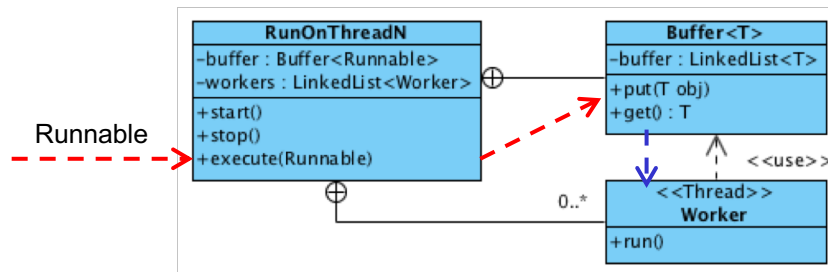 Runnable
RunOnThreadN
-buffer : Buffer<Runnable>
-workers : LinkedList<Worker>
+start()
+stop()
+execute(Runnable)
Buffer<T>
-buffer : LinkedList<T>
+put(T obj)
+get() : T
<<use>>
0..*
<<Thread>>
Worker
+run()